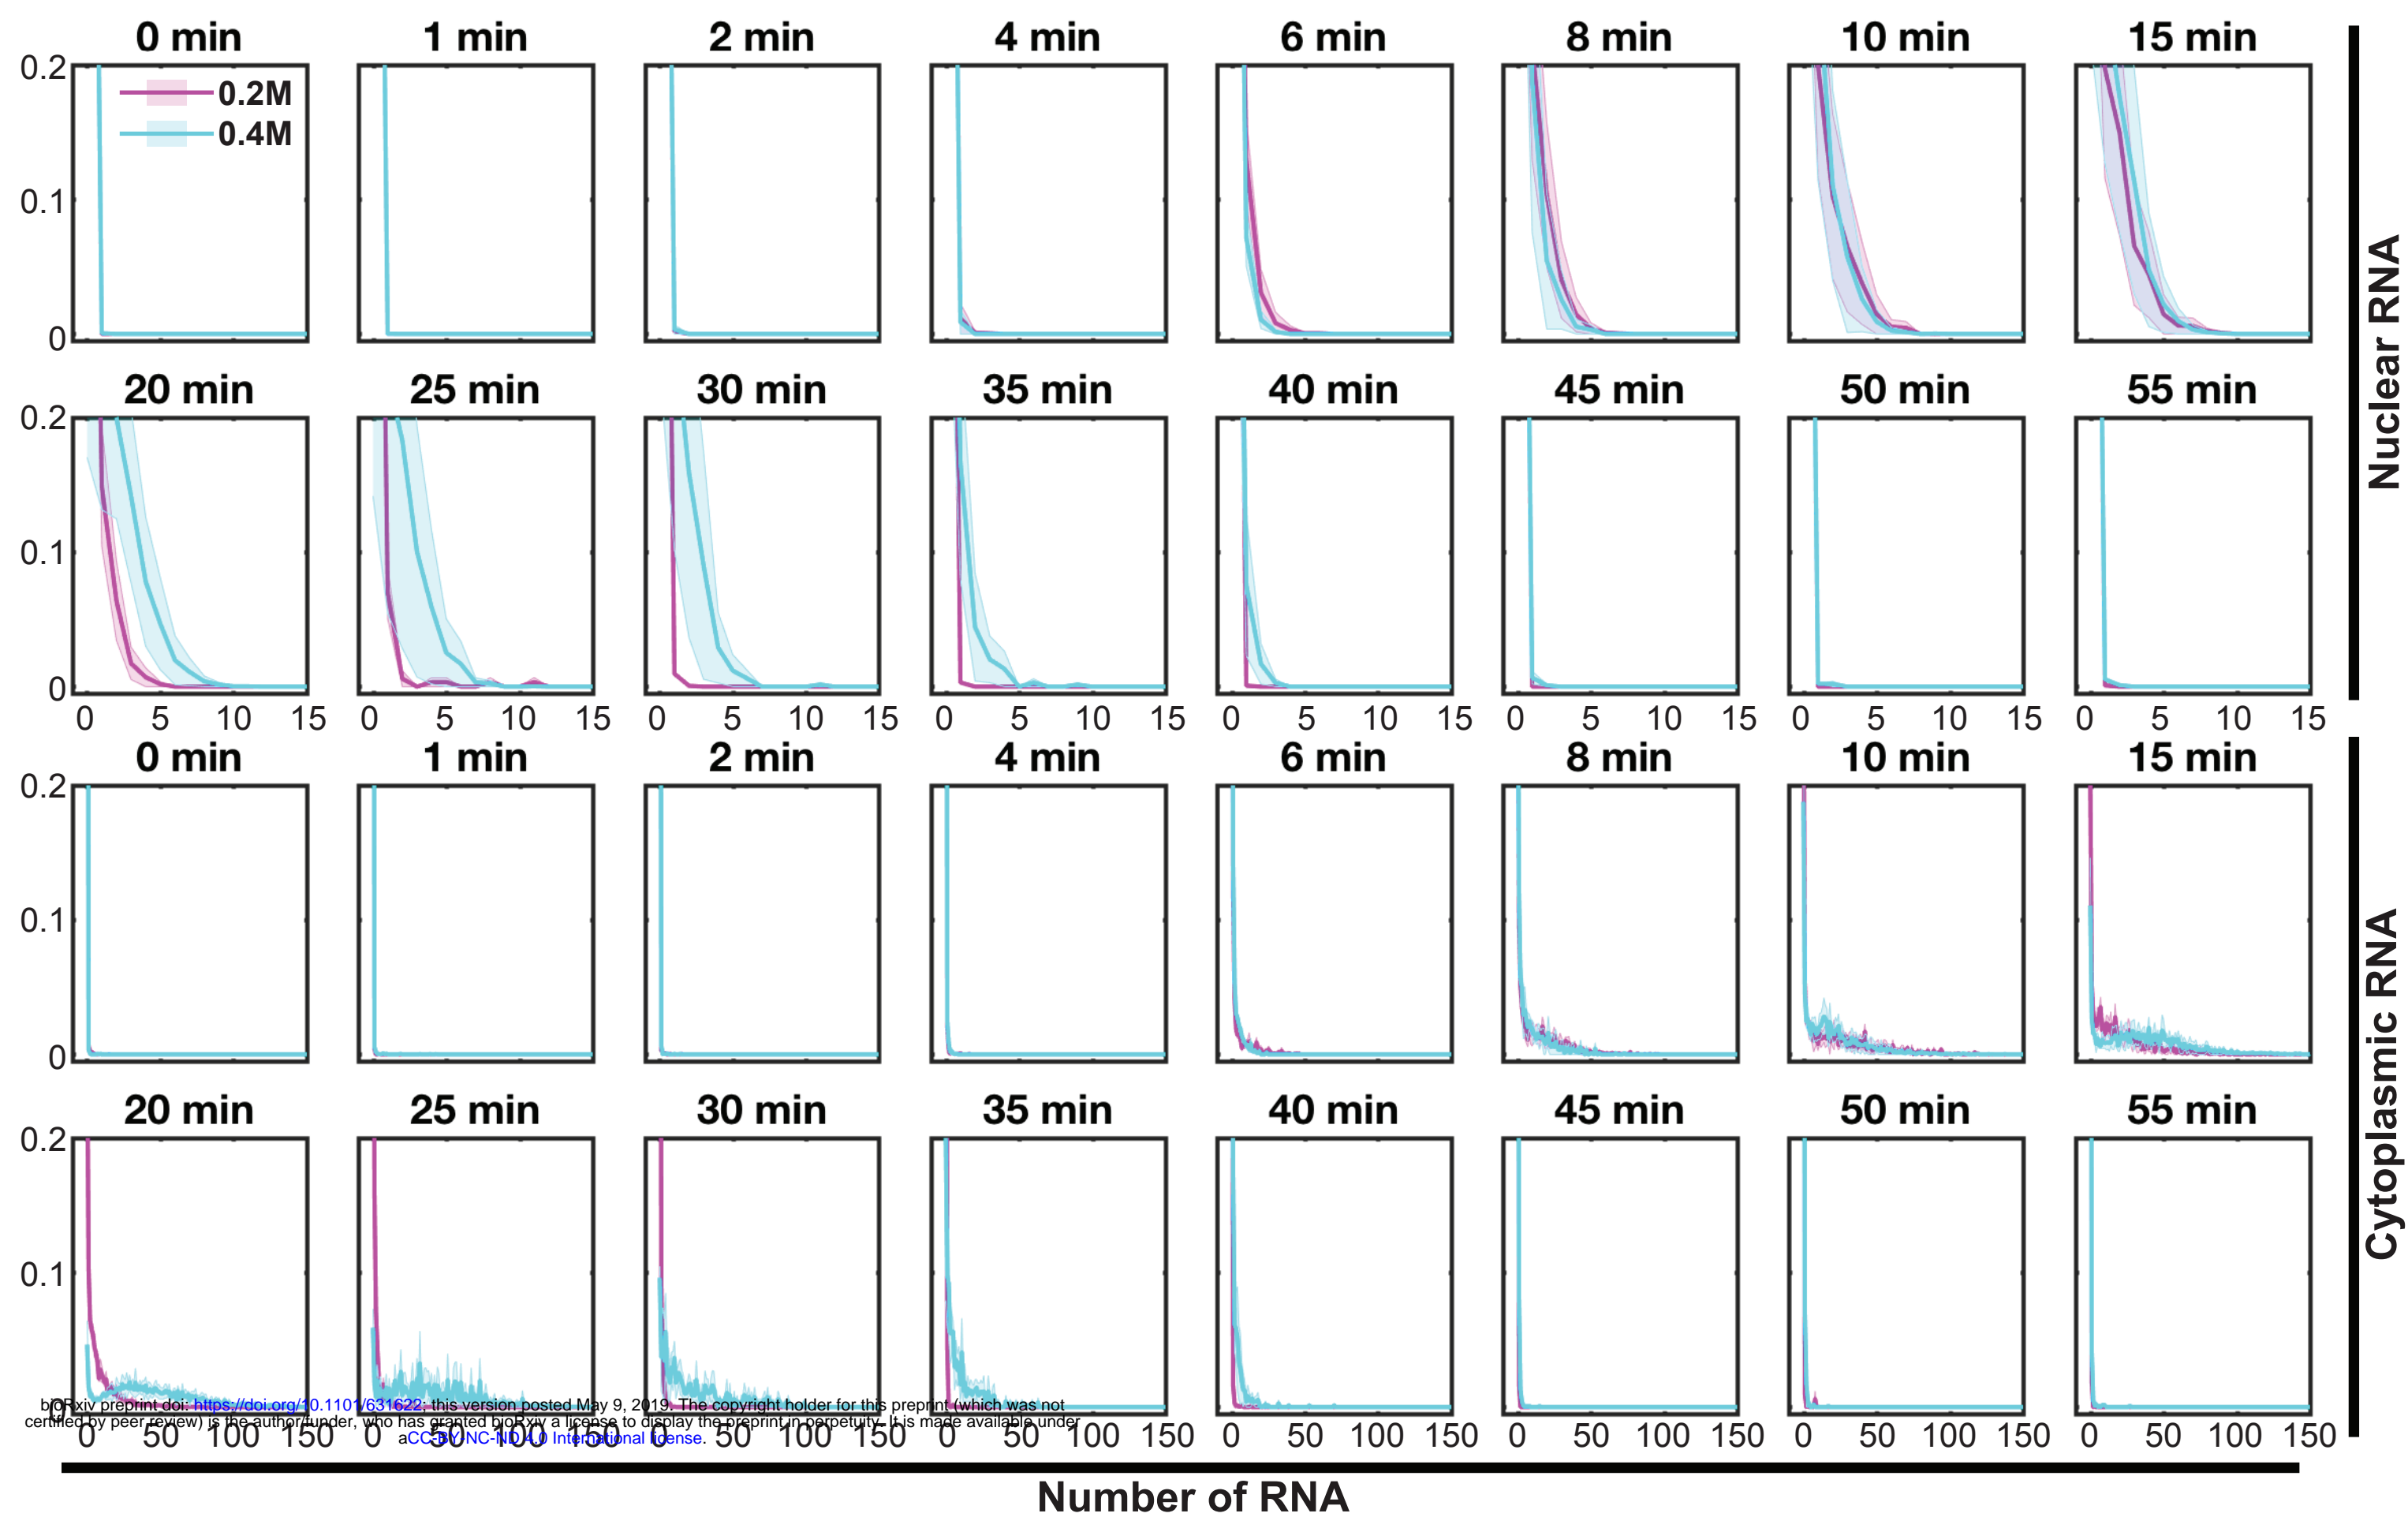 0 min 1 min 2 min 4 min 6 min 8 min 10 min 15 min
0.2
0.2M
0.4M
0.1
0
Nuclear RNA
20 min 25 min 30 min 35 min 40 min 45 min 50 min 55 min
0.2
0.1
0
0 5 10 15 0 5 10 15 0 5 10 15 0 5 10 15 0 5 10 15 0 5 10 15 0 5 10 15 0 5 10 15
0 min 1 min 2 min 4 min 6 min 8 min 10 min 15 min
0.2
0.1
0
Cytoplasmic RNA
20 min 25 min 30 min 35 min 40 min 45 min 50 min 55 min
0.2
0.1
0
bioRxiv preprint doi: https://doi.org/10.1101/631622; this version posted May 9, 2019. The copyright holder for this preprint (which was not
certified by peer review) is the author/funder, who has granted bioRxiv a license to display the preprint in perpetuity. It is made available under
aCC-BY-NC-ND 4.0 International license.
0 50 100 150 0 50 100 150 0 50 100 150 0 50 100 150 0 50 100 150 0 50 100 150 0 50 100 150 0 50 100 150
Number of RNA